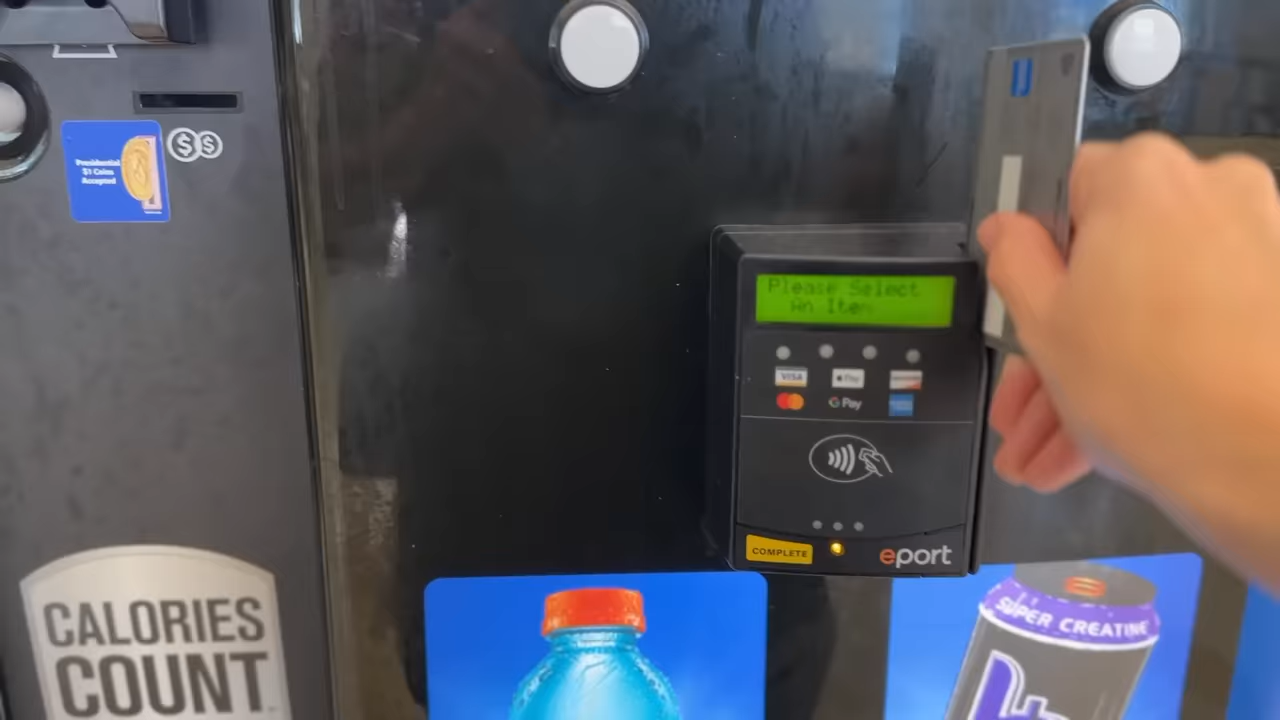 Presidential
$1 Coins
Accepted
$ $
Please Select
An Item
VISA
Pay
G Pay
COMPLETE
eport
CALORIES
COUNT
SUPER CREATINE